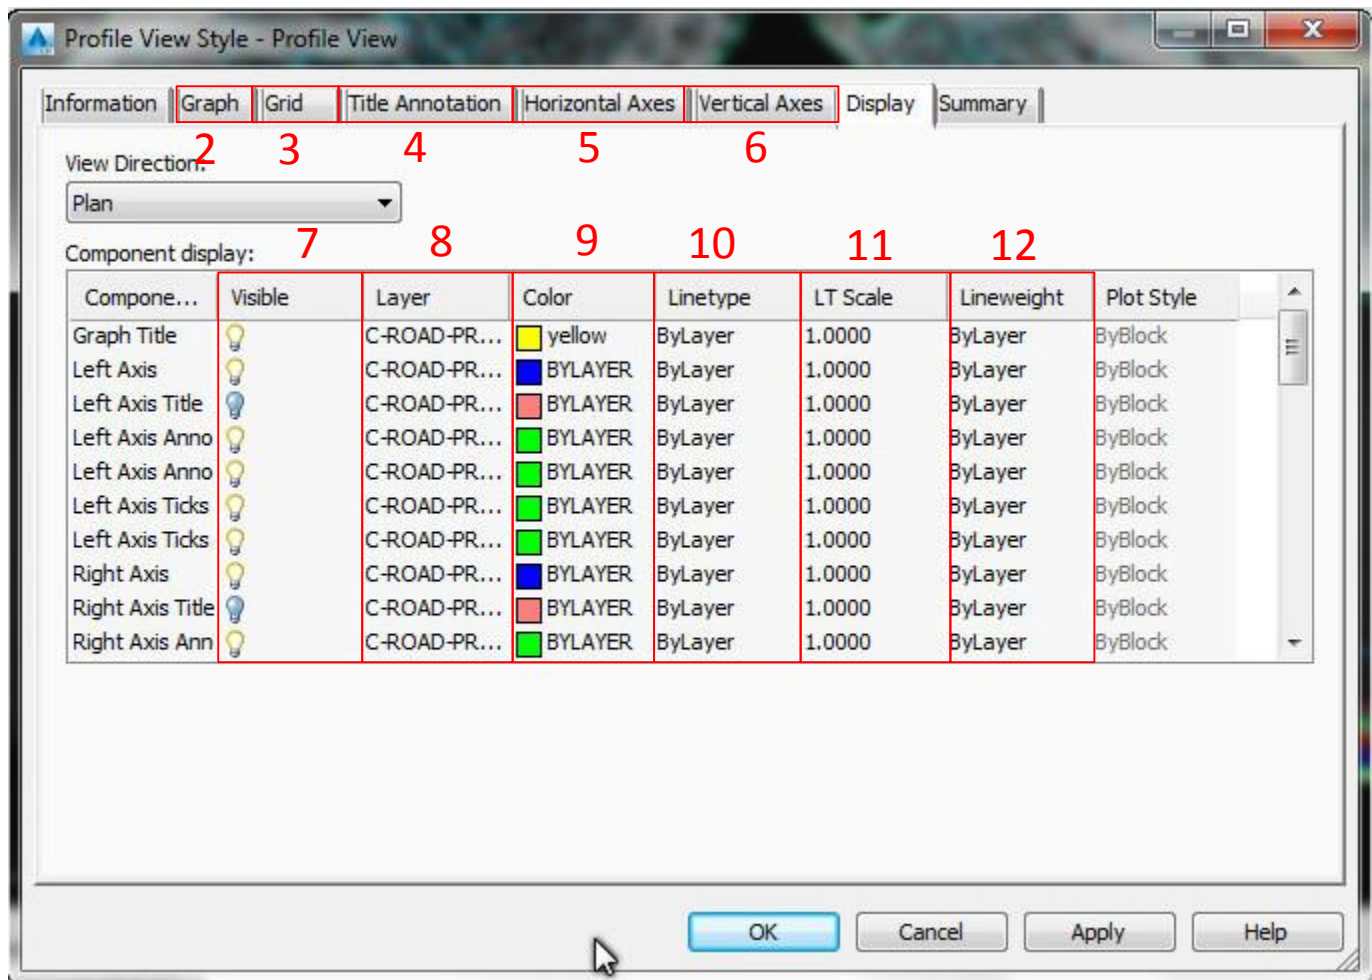 Profile View Style - Profile View
Information Graph Grid Title Annotation Horizontal Axes Vertical Axes Display Summary
2 3 4 5 6
View Direction:
Plan
7 8 9 10 11 12
Component display:
Compone... Visible Layer Color Linetype LT Scale Lineweight Plot Style
Graph Title C-ROAD-PR... yellow ByLayer 1.0000 ByLayer ByBlock
Left Axis C-ROAD-PR... BYLAYER ByLayer 1.0000 ByLayer ByBlock
Left Axis Title C-ROAD-PR... BYLAYER ByLayer 1.0000 ByLayer ByBlock
Left Axis Anno C-ROAD-PR... BYLAYER ByLayer 1.0000 ByLayer ByBlock
Left Axis Anno C-ROAD-PR... BYLAYER ByLayer 1.0000 ByLayer ByBlock
Left Axis Ticks C-ROAD-PR... BYLAYER ByLayer 1.0000 ByLayer ByBlock
Left Axis Ticks C-ROAD-PR... BYLAYER ByLayer 1.0000 ByLayer ByBlock
Right Axis C-ROAD-PR... BYLAYER ByLayer 1.0000 ByLayer ByBlock
Right Axis Title C-ROAD-PR... BYLAYER ByLayer 1.0000 ByLayer ByBlock
Right Axis Ann C-ROAD-PR... BYLAYER ByLayer 1.0000 ByLayer ByBlock
OK Cancel Apply Help